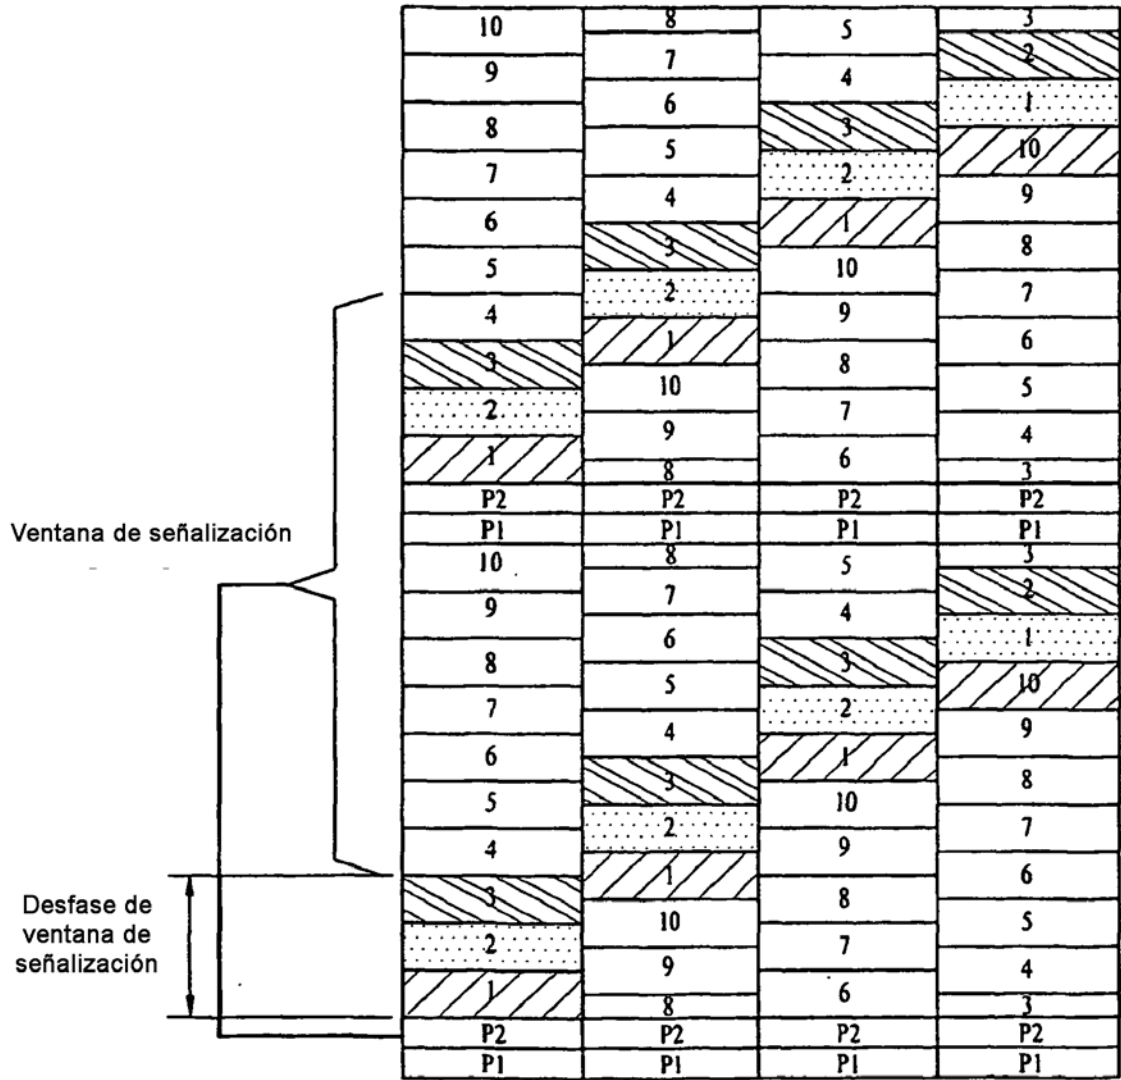 10 8 5 3
9 7 4 2
8 6 3 1
7 5 2 10
6 4 1 9
5 3 10 8
4 2 9 7
3 1 8 6
2 10 7 5
1 9 6 4
8 3
P2 P2 P2 P2
Ventana de señalización
P1 P1 P1 P1
10 8 5 3
9 7 4 2
8 6 3 1
7 5 2 10
6 4 1 9
5 3 10 8
4 2 9 7
3 1 8 6
2 10 7 5
1 9 6 4
8 3
Desfase de
ventana de
señalización
P2 P2 P2 P2
P1 P1 P1 P1